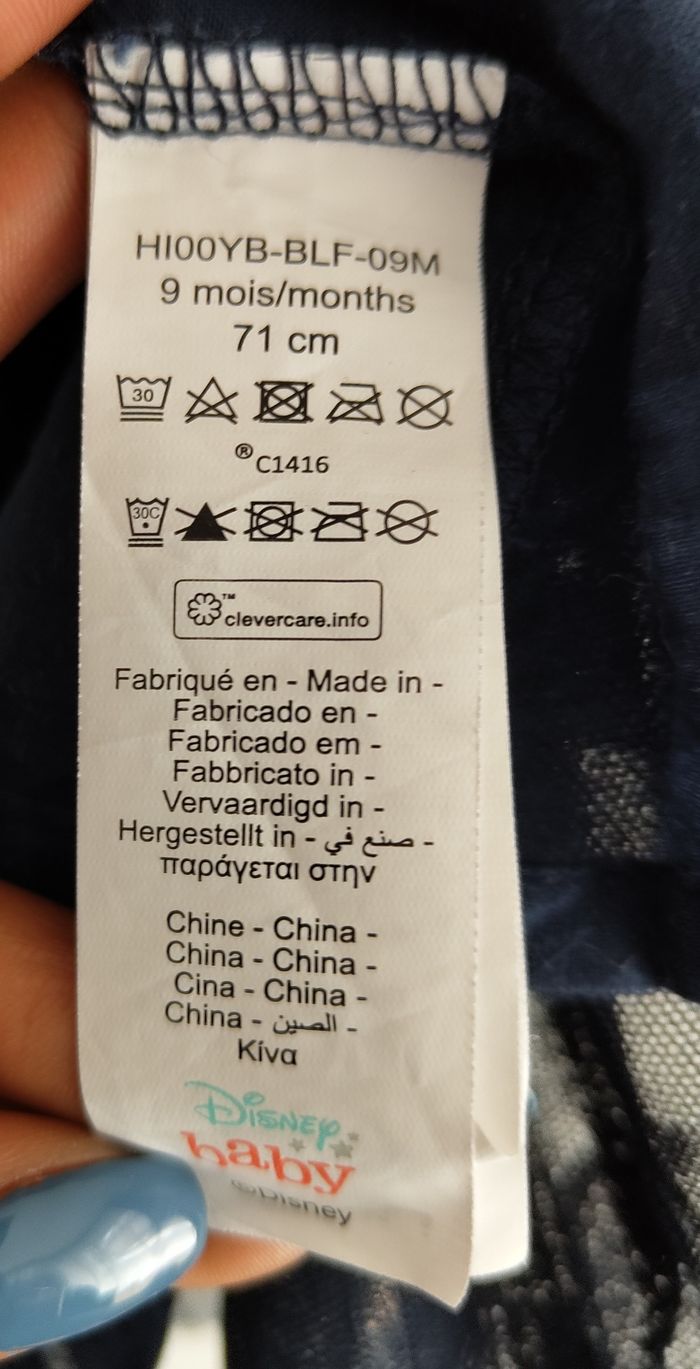 HI00YB-BLF-09M
9 mois/months
71 cm
30
®C1416
30C
™
clevercare.info
Fabriqué en - Made in -
Fabricado en -
Fabricado em -
Fabbricato in -
Vervaardigd in -
Hergestellt in - صنع في -
παράγεται στην
Chine - China -
China - China -
Cina - China -
China - الصين -
Κίνα
Disney
baby
©Disney